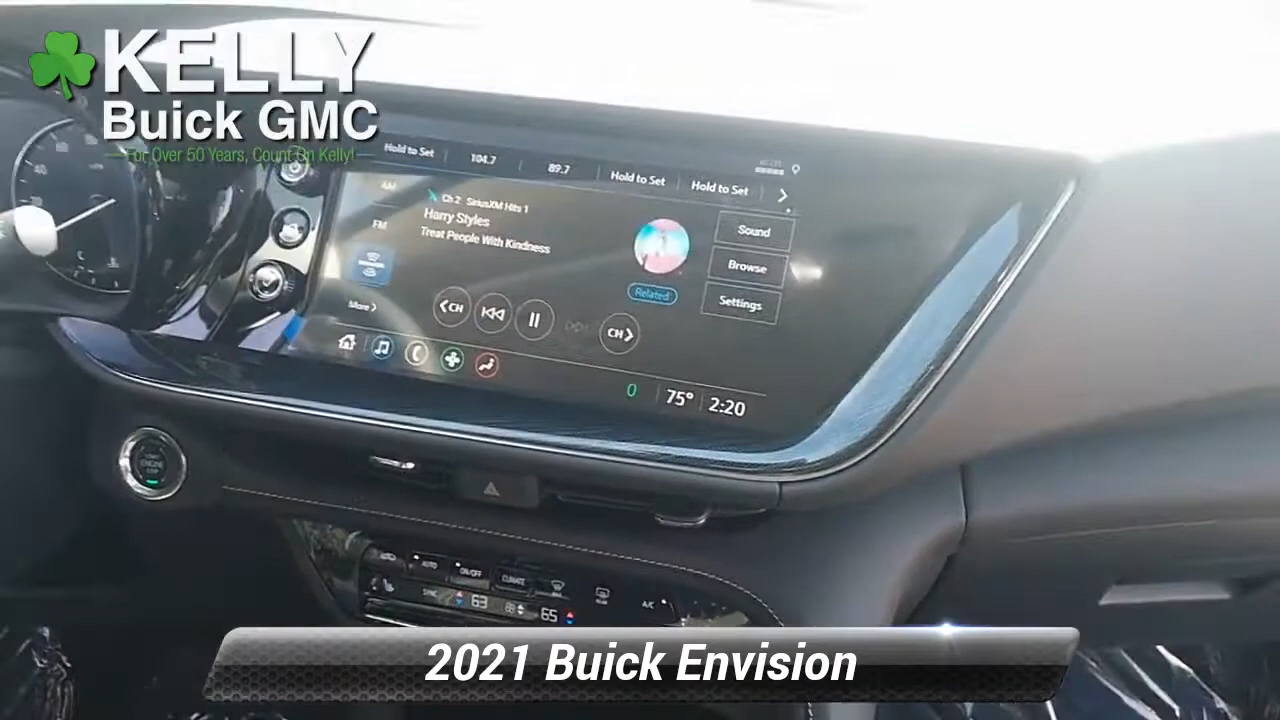 KELLY
Buick GMC
For Over 50 Years, Count On Kelly!
Hold to Set 104.7 89.7 Hold to Set Hold to Set
AM
Ch 2 SiriusXM Hits 1
Harry Styles
Treat People With Kindness
Sound
FM
Browse
Related
Settings
More
CH
CH
0 75° 2:20
ENGINE
AUTO ON/OFF CLIMATE
SYNC 63 65 A/C
2021 Buick Envision